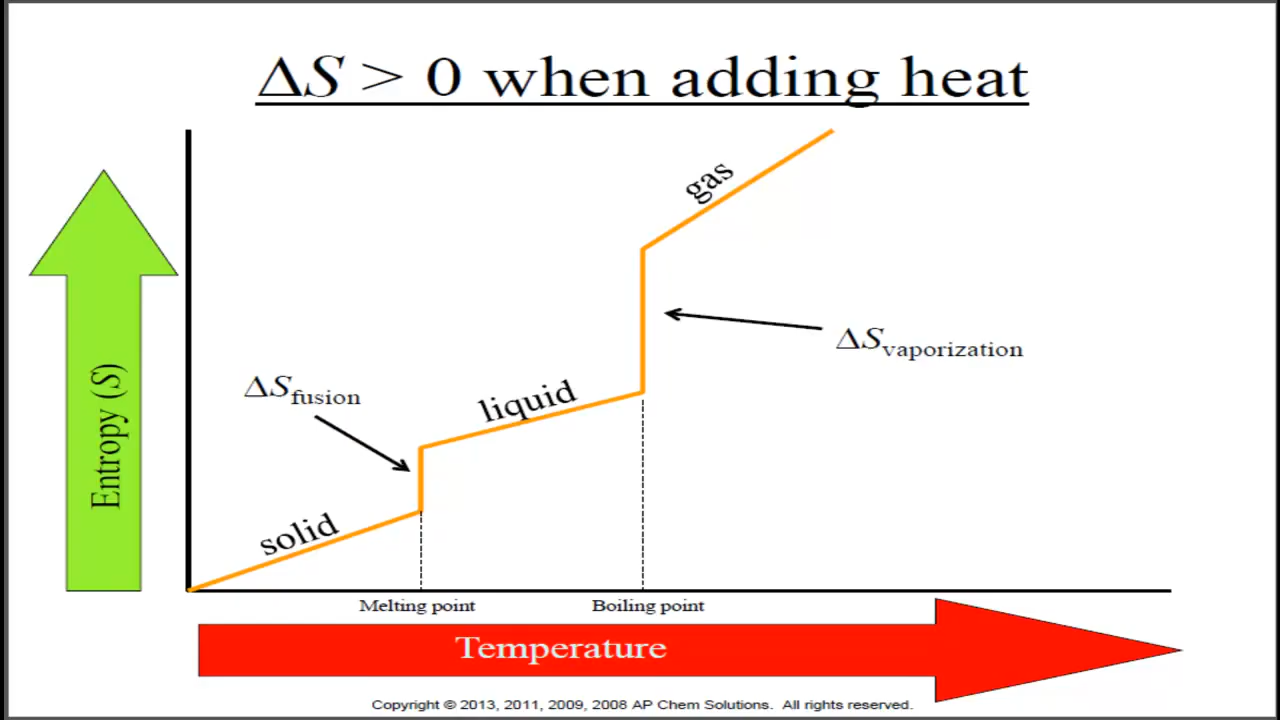 ΔS > 0 when adding heat
gas
ΔSvaporization
ΔSfusion
liquid
Entropy (S)
solid
Melting point
Boiling point
Temperature
Copyright © 2013, 2011, 2009, 2008 AP Chem Solutions. All rights reserved.